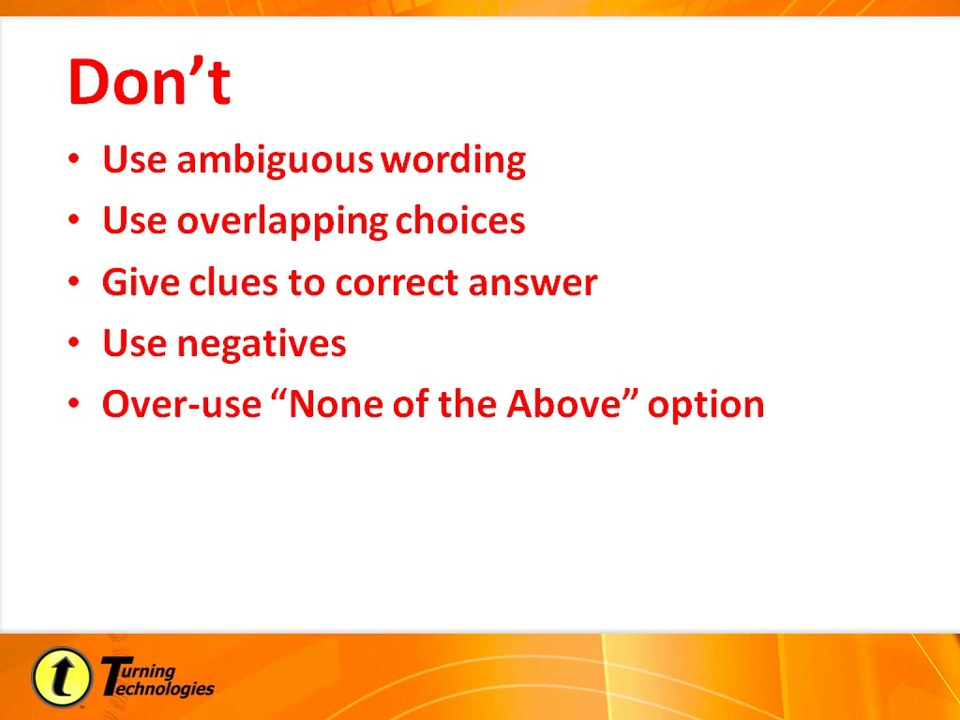 Don’t
• Use ambiguous wording
• Use overlapping choices
• Give clues to correct answer
• Use negatives
• Over-use “None of the Above” option
t
Turning
Technologies
™